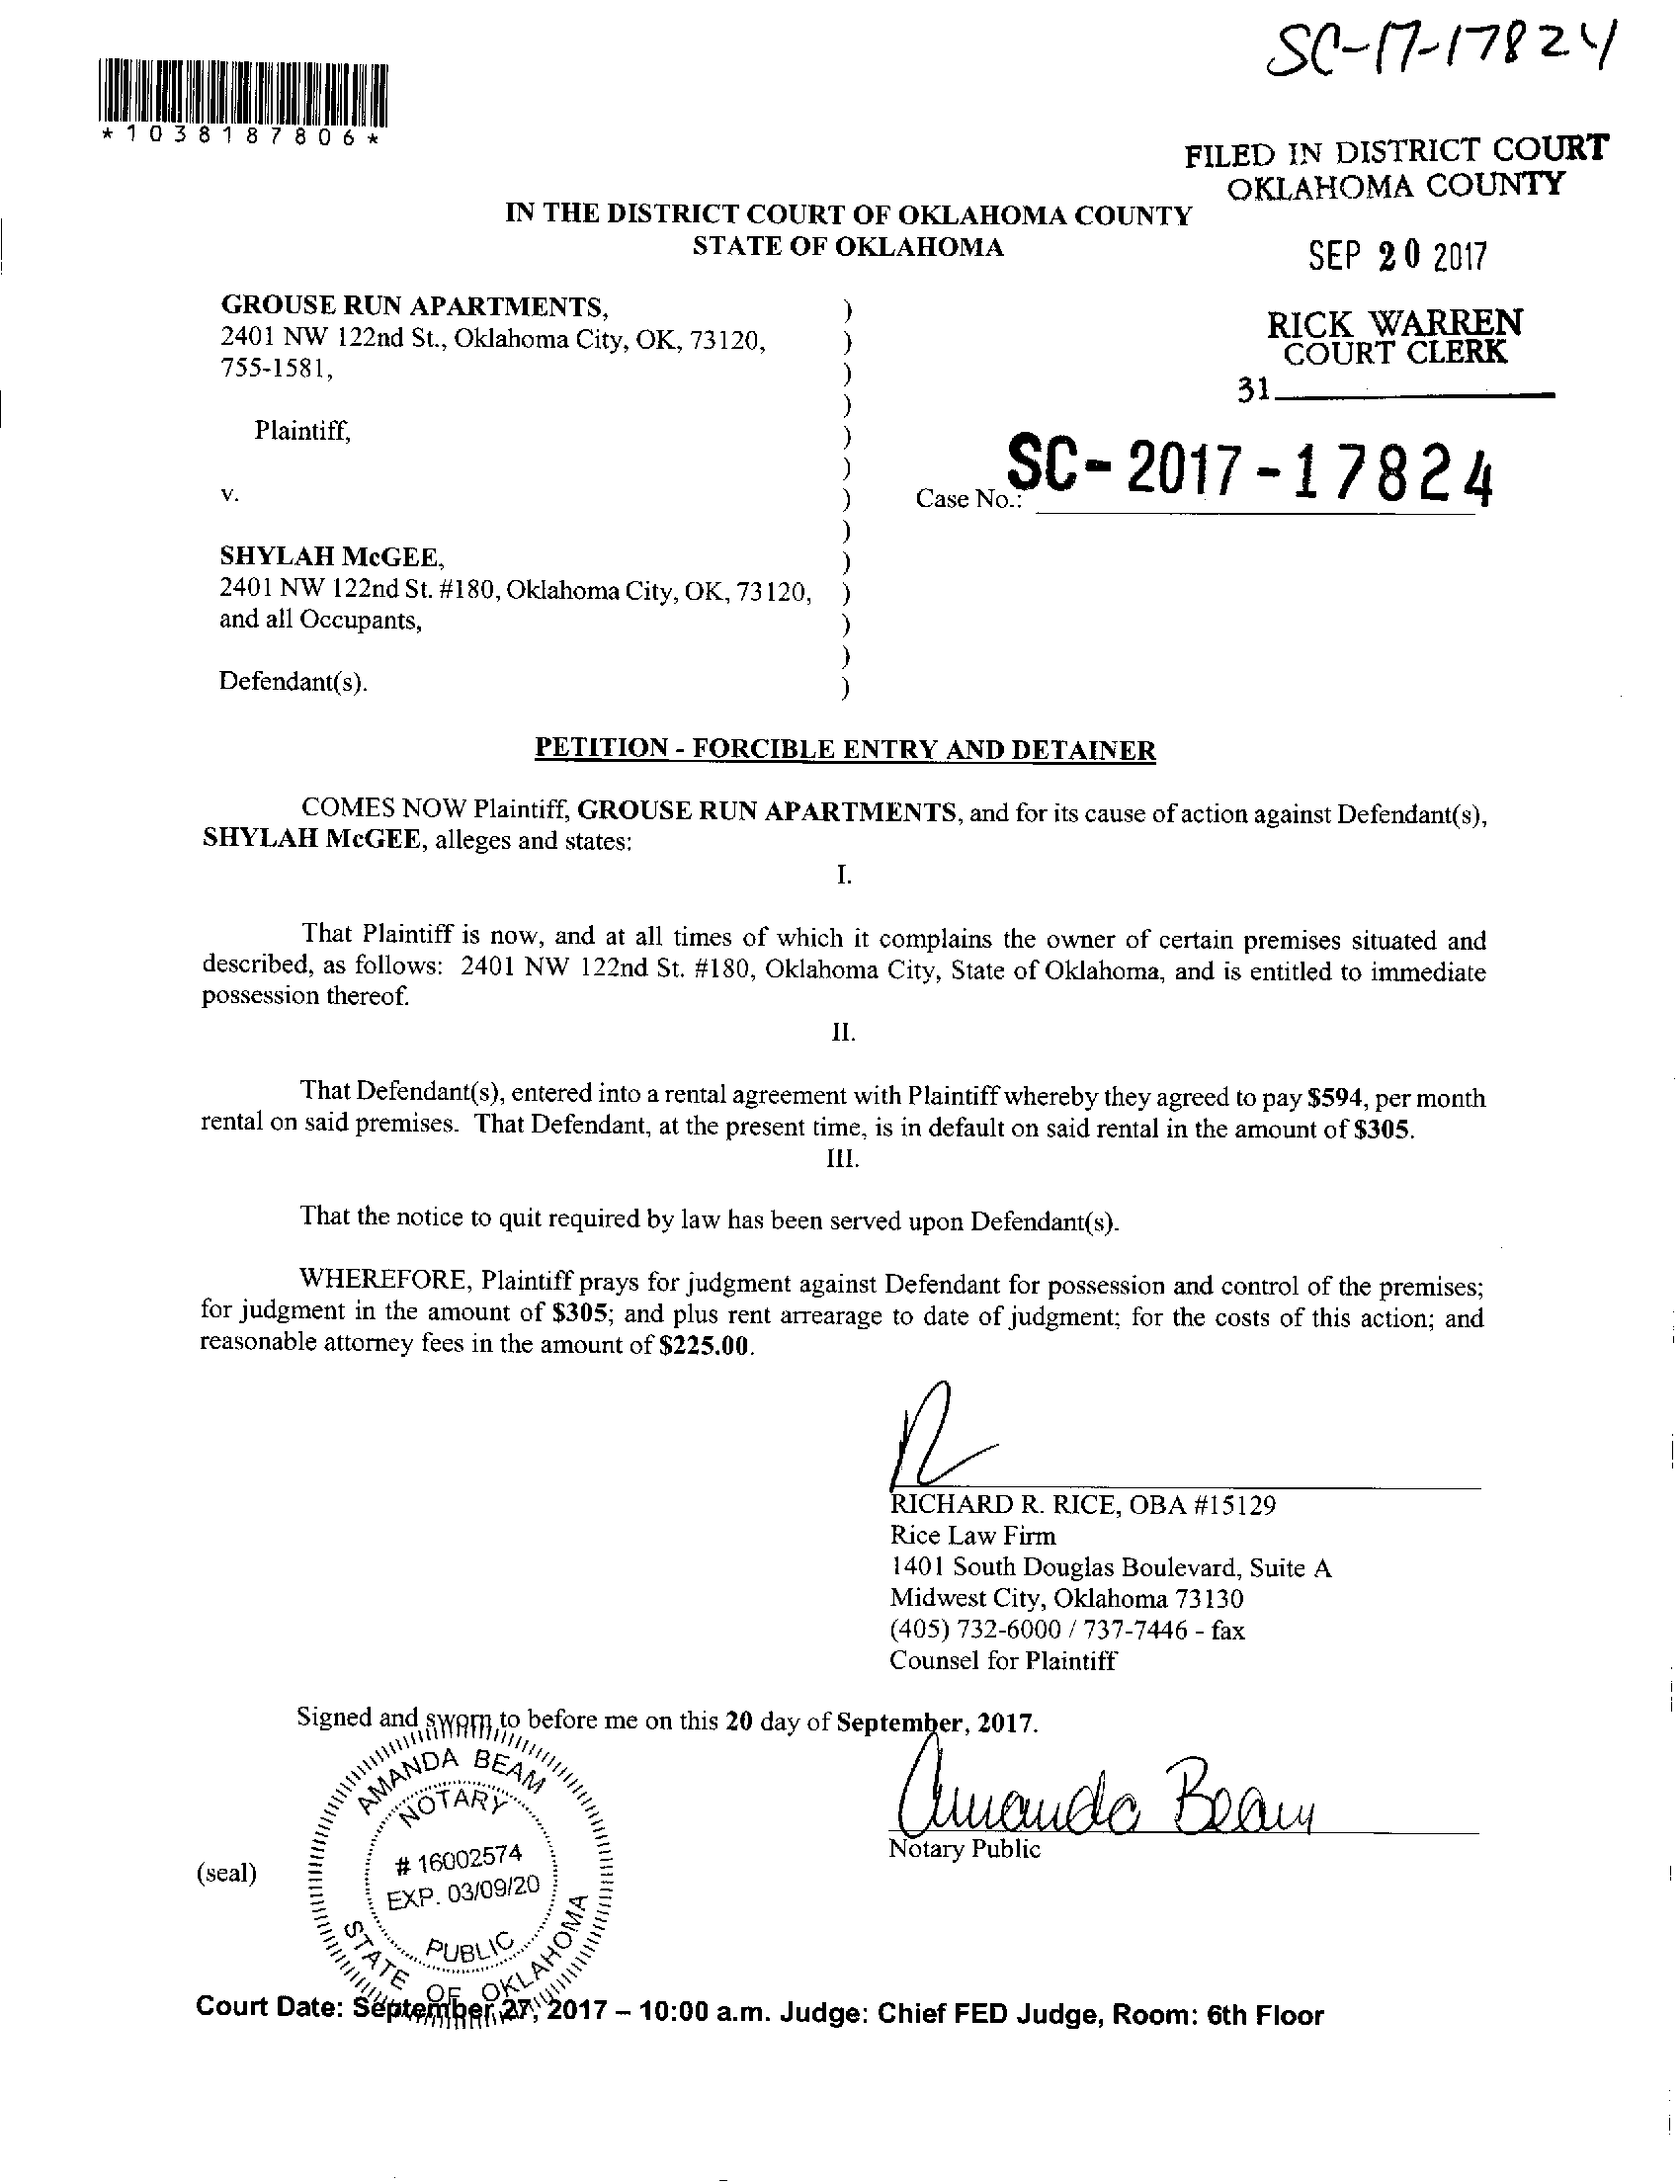 SC-17-17824
*1038187806*
FILED IN DISTRICT COURT
OKLAHOMA COUNTY
IN THE DISTRICT COURT OF OKLAHOMA COUNTY
STATE OF OKLAHOMA
SEP 20 2017
GROUSE RUN APARTMENTS, )
2401 NW 122nd St., Oklahoma City, OK, 73120, )
755-1581, )
RICK WARREN
COURT CLERK
31
)
Plaintiff, )
)
v. ) Case No.: SC-2017-17824
)
SHYLAH McGEE, )
2401 NW 122nd St. #180, Oklahoma City, OK, 73120, )
and all Occupants, )
)
Defendant(s). )
PETITION - FORCIBLE ENTRY AND DETAINER
COMES NOW Plaintiff, GROUSE RUN APARTMENTS, and for its cause of action against Defendant(s),
SHYLAH McGEE, alleges and states:
I.
That Plaintiff is now, and at all times of which it complains the owner of certain premises situated and
described, as follows: 2401 NW 122nd St. #180, Oklahoma City, State of Oklahoma, and is entitled to immediate
possession thereof.
II.
That Defendant(s), entered into a rental agreement with Plaintiff whereby they agreed to pay $594, per month
rental on said premises. That Defendant, at the present time, is in default on said rental in the amount of $305.
III.
That the notice to quit required by law has been served upon Defendant(s).
WHEREFORE, Plaintiff prays for judgment against Defendant for possession and control of the premises;
for judgment in the amount of $305; and plus rent arrearage to date of judgment; for the costs of this action; and
reasonable attorney fees in the amount of $225.00.
RICHARD R. RICE, OBA #15129
Rice Law Firm
1401 South Douglas Boulevard, Suite A
Midwest City, Oklahoma 73130
(405) 732-6000 / 737-7446 - fax
Counsel for Plaintiff
Signed and sworn to before me on this 20 day of September, 2017.
Amanda Beam
Notary Public
(seal)
AMANDA BEAM
NOTARY
# 16002574
EXP. 03/09/20
PUBLIC
STATE OF OKLAHOMA
Court Date: September 27, 2017 – 10:00 a.m. Judge: Chief FED Judge, Room: 6th Floor